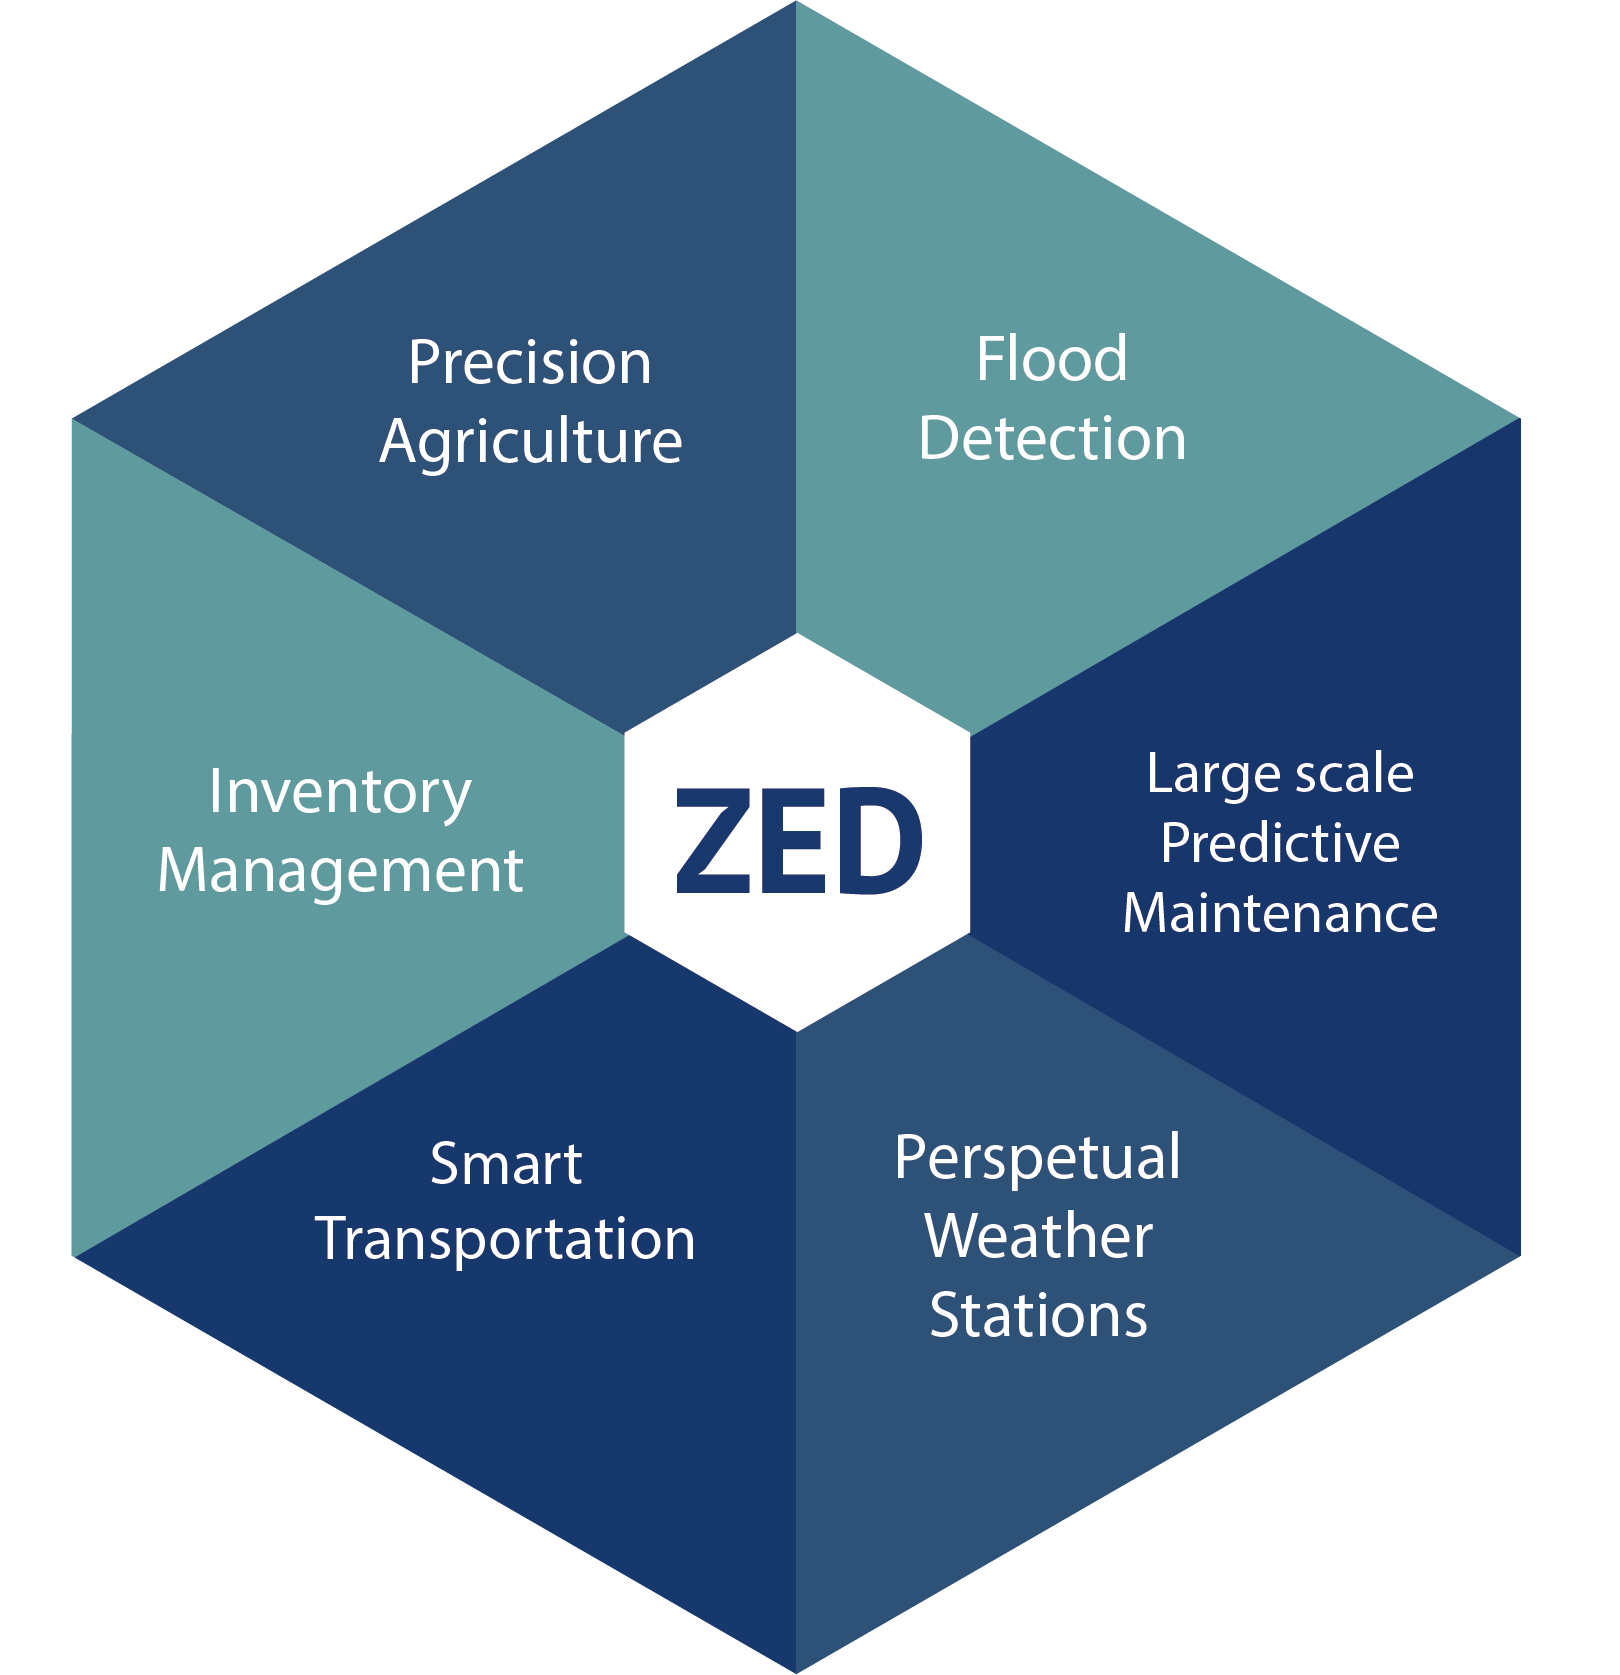 Precision
Agriculture
Flood
Detection
Inventory
Management
ZED
Large scale
Predictive
Maintenance
Smart
Transportation
Perspetual
Weather
Stations